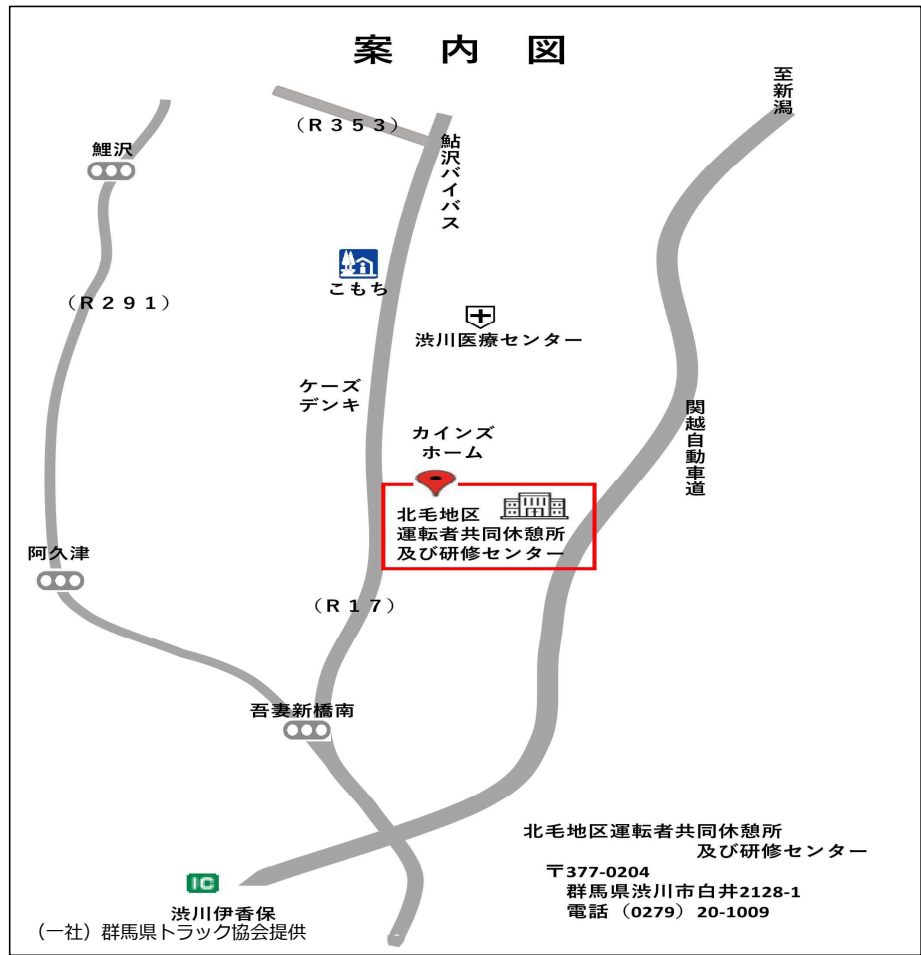 案内図
至新潟
（R353）
鮎沢バイパス
鯉沢
こもち
（R291）
渋川医療センター
ケーズ
デンキ
関越自動車道
カインズ
ホーム
北毛地区
運転者共同休憩所
及び研修センター
阿久津
（R17）
吾妻新橋南
北毛地区運転者共同休憩所
及び研修センター
〒377-0204
群馬県渋川市白井2128-1
電話（0279）20-1009
IC
渋川伊香保
（一社）群馬県トラック協会提供